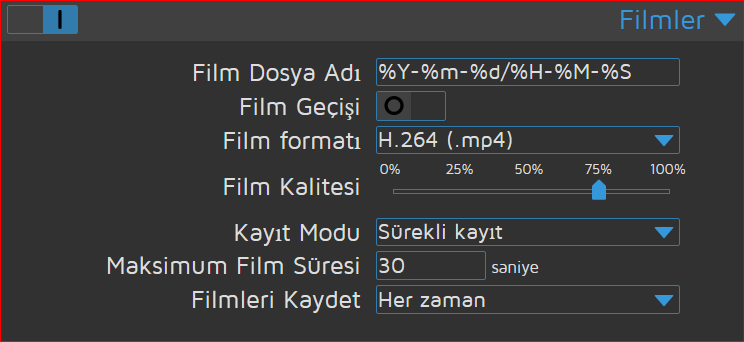 Filmler
Film Dosya Adı %Y-%m-%d/%H-%M-%S
Film Geçişi
Film formatı H.264 (.mp4)
0% 25% 50% 75% 100%
Film Kalitesi
Kayıt Modu Sürekli kayıt
Maksimum Film Süresi 30 saniye
Filmleri Kaydet Her zaman